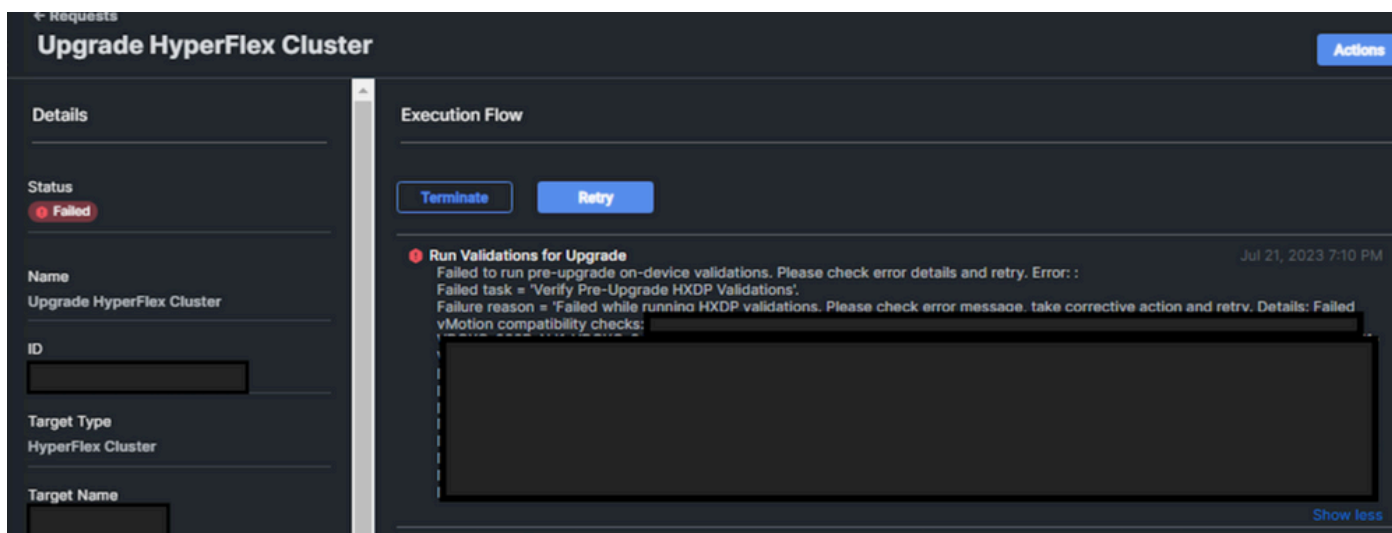 ← Requests
Upgrade HyperFlex Cluster
Actions
Details
Status
Failed
Name
Upgrade HyperFlex Cluster
ID
Target Type
HyperFlex Cluster
Target Name
Execution Flow
Terminate
Retry
Run Validations for Upgrade
Jul 21, 2023 7:10 PM
Failed to run pre-upgrade on-device validations. Please check error details and retry. Error: :
Failed task = 'Verify Pre-Upgrade HXDP Validations'.
Failure reason = 'Failed while running HXDP validations. Please check error message, take corrective action and retry. Details: Failed
vMotion compatibility checks:
Show less